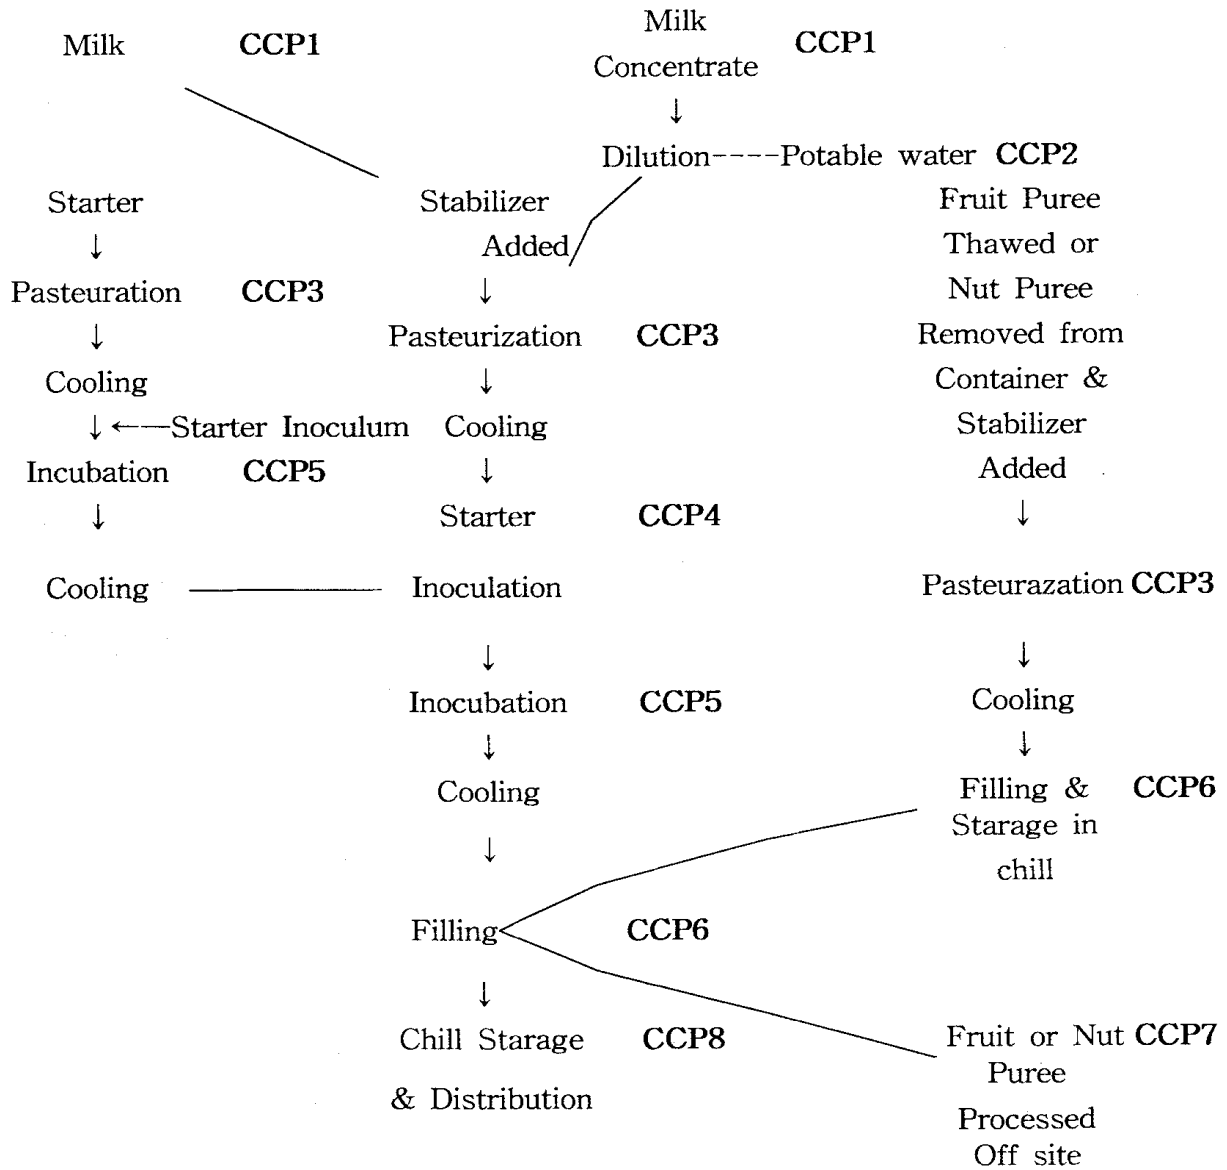 Milk CCP1
Milk
Concentrate CCP1
↓
Dilution----Potable water CCP2
Starter
↓
Pasteuration CCP3
↓
Cooling
↓ ←--Starter Inoculum
Incubation CCP5
↓
Cooling
Stabilizer
Added
↓
Pasteurization CCP3
↓
Cooling
↓
Starter CCP4
Inoculation
↓
Inocubation CCP5
↓
Cooling
↓
Filling CCP6
↓
Chill Starage CCP8
& Distribution
Fruit Puree
Thawed or
Nut Puree
Removed from
Container &
Stabilizer
Added
↓
Pasteurazation CCP3
↓
Cooling
↓
Filling & CCP6
Starage in
chill
Fruit or Nut CCP7
Puree
Processed
Off site